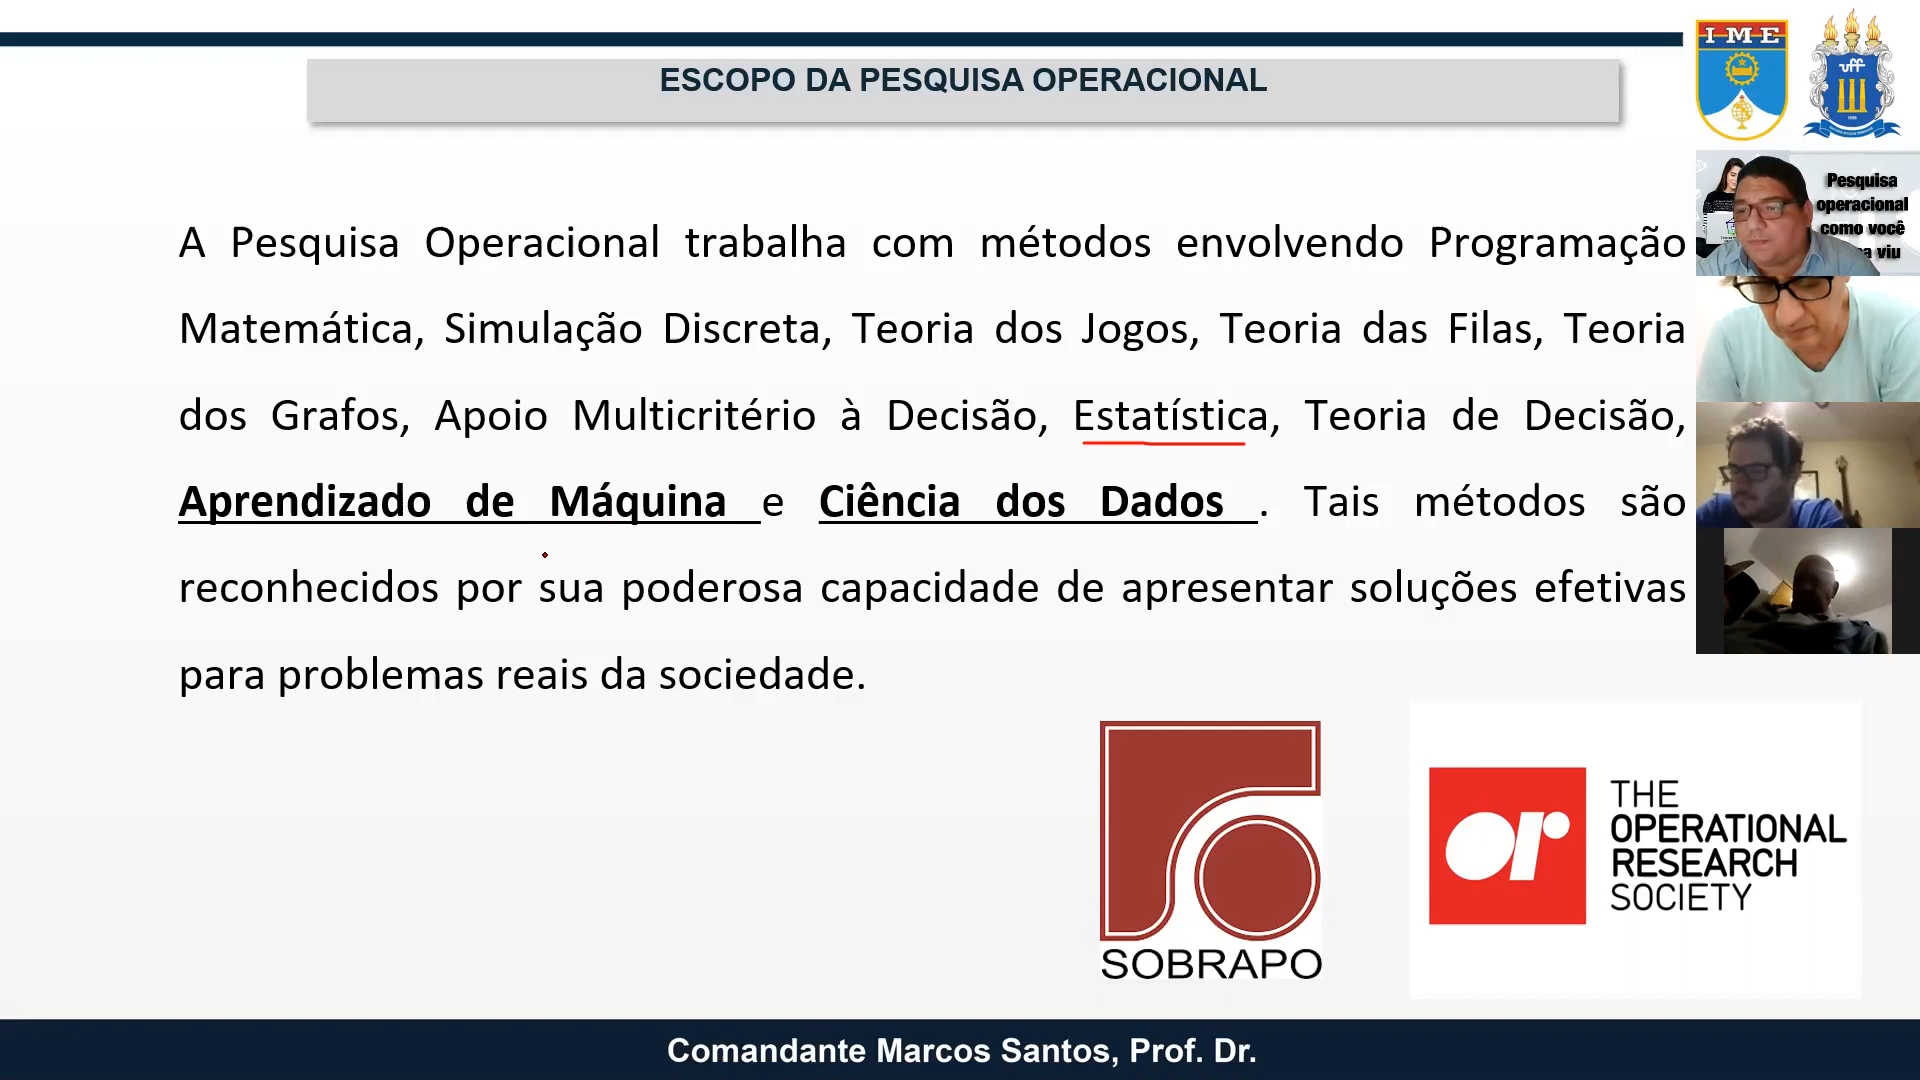 ESCOPO DA PESQUISA OPERACIONAL
I M E
uff
Pesquisa
operacional
como você
viu
A Pesquisa Operacional trabalha com métodos envolvendo Programação
Matemática, Simulação Discreta, Teoria dos Jogos, Teoria das Filas, Teoria
dos Grafos, Apoio Multicritério à Decisão, Estatística, Teoria de Decisão,
Aprendizado de Máquina e Ciência dos Dados . Tais métodos são
reconhecidos por sua poderosa capacidade de apresentar soluções efetivas
para problemas reais da sociedade.
SOBRAPO
or
THE
OPERATIONAL
RESEARCH
SOCIETY
Comandante Marcos Santos, Prof. Dr.